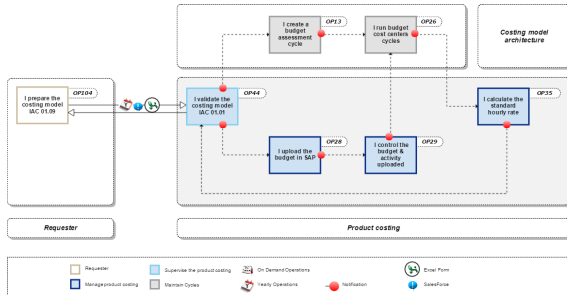 I create a
budget
assessment
cycle
OP13
I run budget
cost centers
cycles
OP26
Costing model
architecture
I prepare the
costing model
IAC 01.09
OP104
I validate the
costing model
IAC 01.01
OP44
I calculate the
standard
hourly rate
OP35
I upload the
budget in SAP
OP28
I control the
budget &
activity
uploaded
OP29
Requester
Product costing
Requester
Supervise the product costing
On Demand Operations
Excel Form
Manage product costing
Maintain Cycles
Yearly Operations
Notification
SalesForce